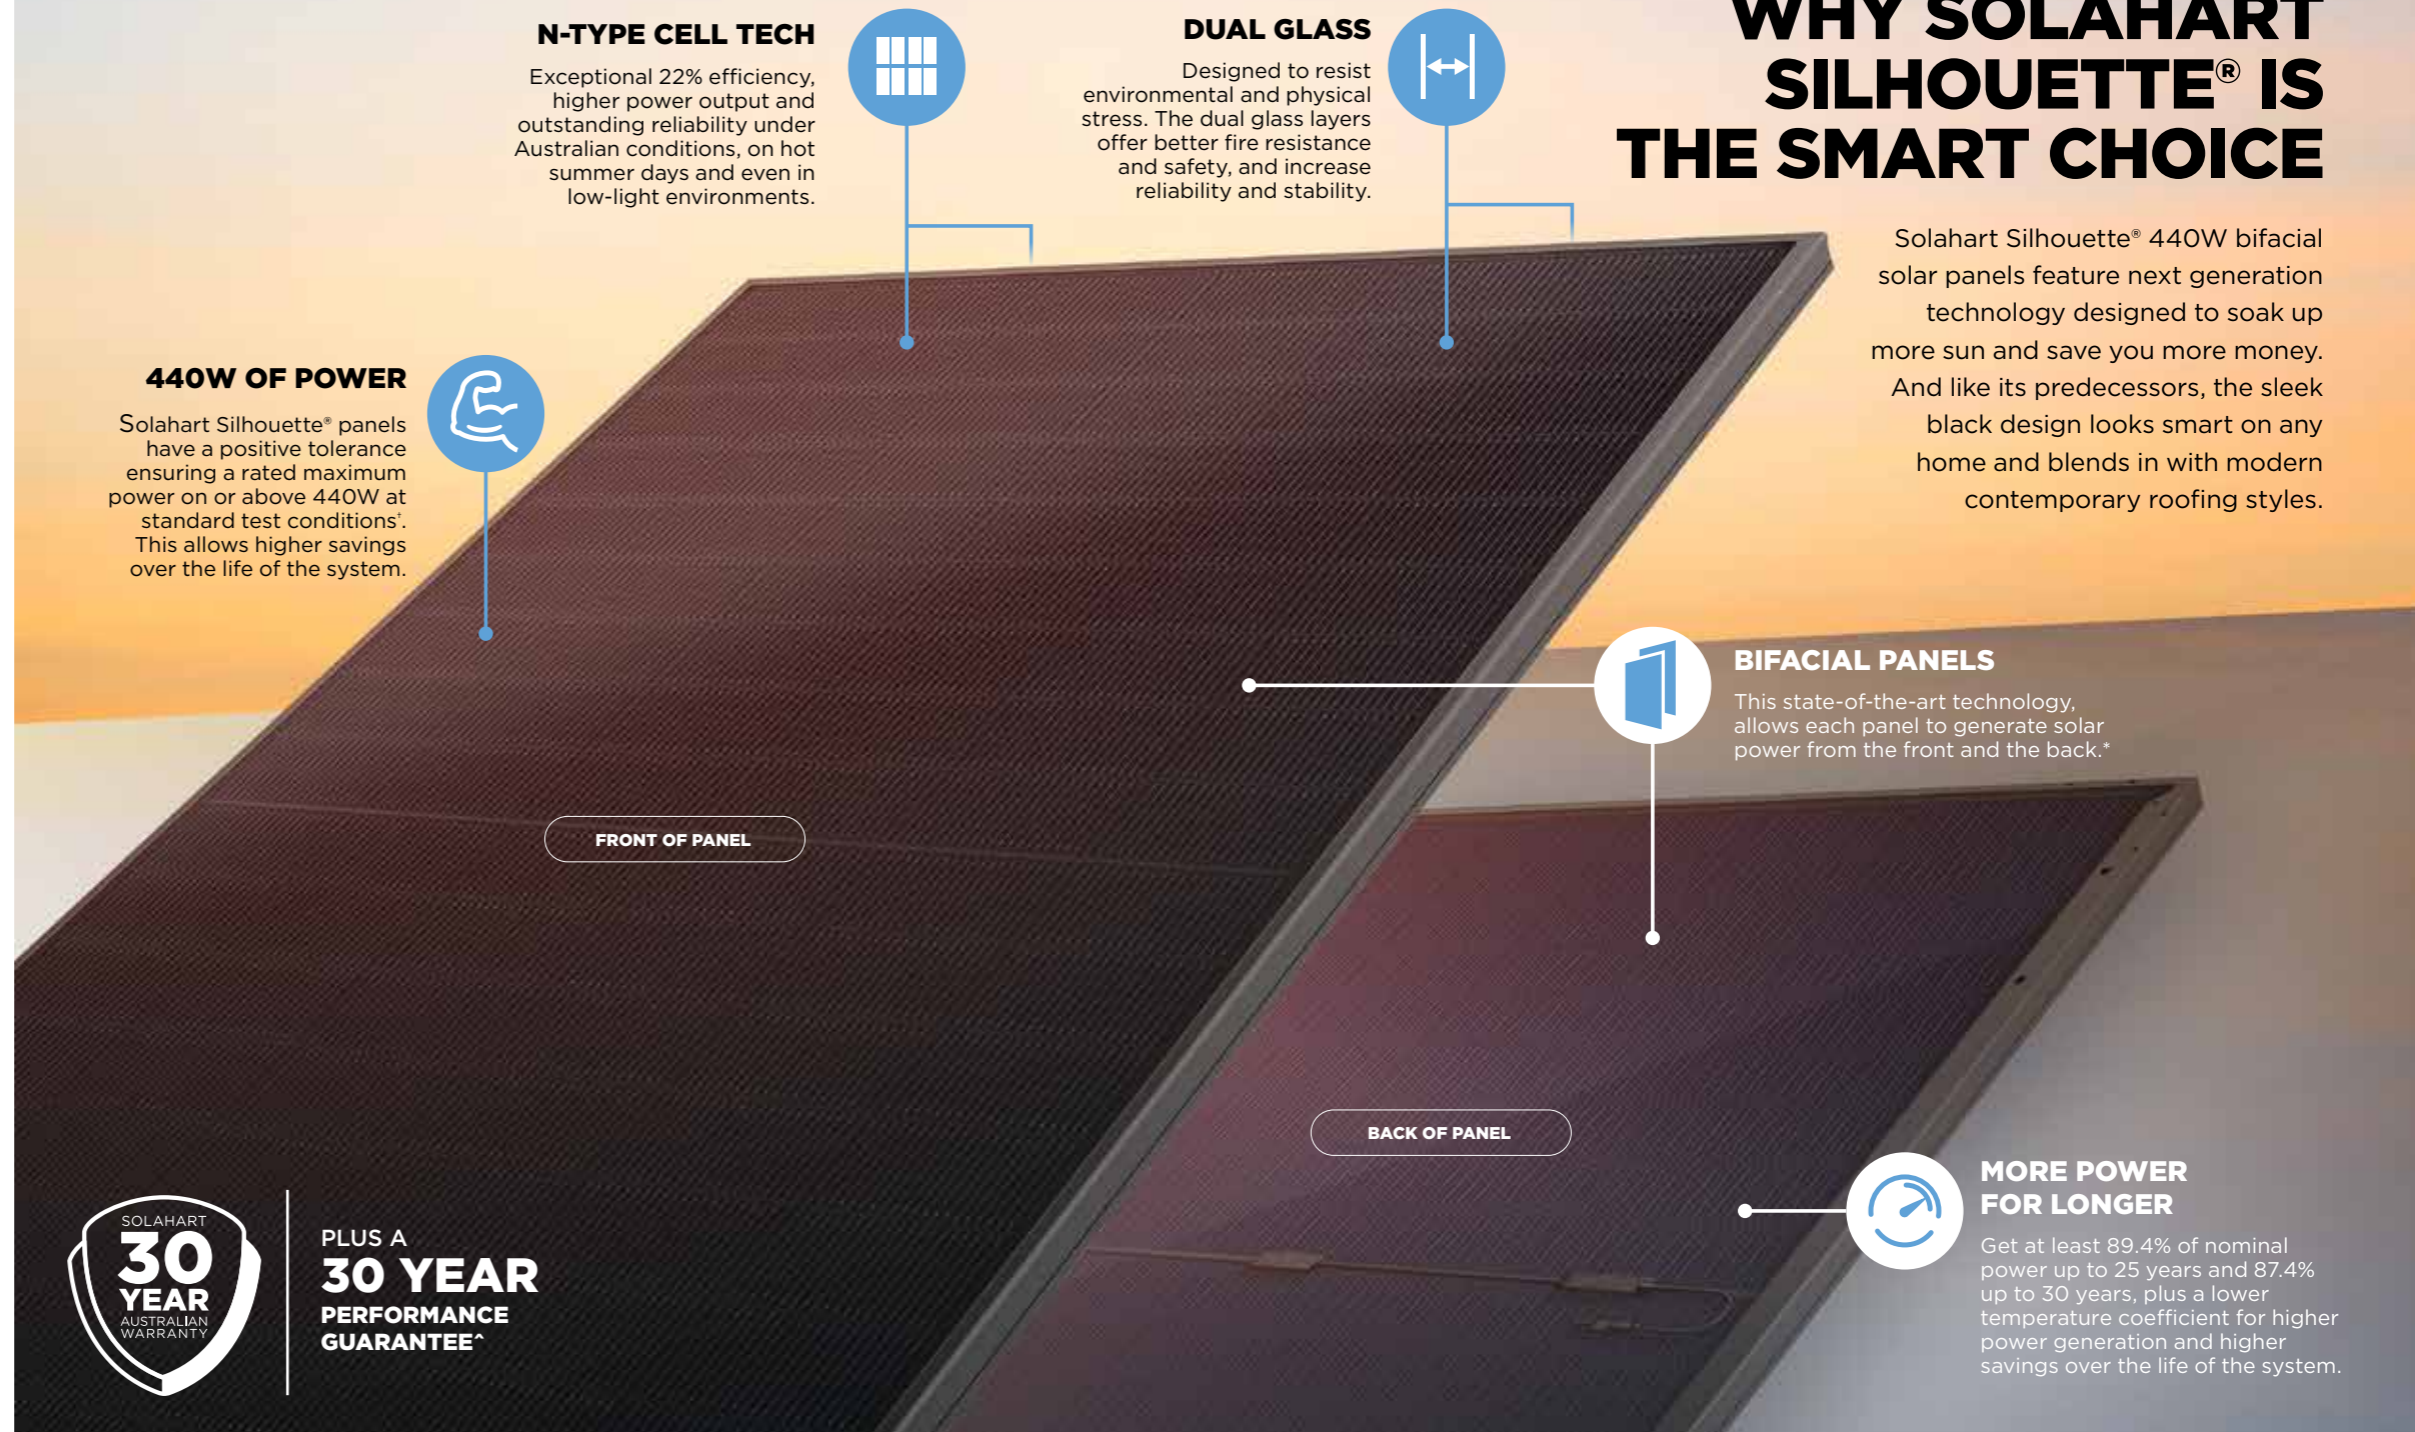 WHY SOLAHART
SILHOUETTE® IS
THE SMART CHOICE
Solahart Silhouette® 440W bifacial
solar panels feature next generation
technology designed to soak up
more sun and save you more money.
And like its predecessors, the sleek
black design looks smart on any
home and blends in with modern
contemporary roofing styles.
N-TYPE CELL TECH
Exceptional 22% efficiency,
higher power output and
outstanding reliability under
Australian conditions, on hot
summer days and even in
low-light environments.
DUAL GLASS
Designed to resist
environmental and physical
stress. The dual glass layers
offer better fire resistance
and safety, and increase
reliability and stability.
440W OF POWER
Solahart Silhouette® panels
have a positive tolerance
ensuring a rated maximum
power on or above 440W at
standard test conditions†.
This allows higher savings
over the life of the system.
BIFACIAL PANELS
This state-of-the-art technology,
allows each panel to generate solar
power from the front and the back.*
FRONT OF PANEL
BACK OF PANEL
MORE POWER
FOR LONGER
Get at least 89.4% of nominal
power up to 25 years and 87.4%
up to 30 years, plus a lower
temperature coefficient for higher
power generation and higher
savings over the life of the system.
SOLAHART
30
YEAR
AUSTRALIAN
WARRANTY
PLUS A
30 YEAR
PERFORMANCE
GUARANTEE^